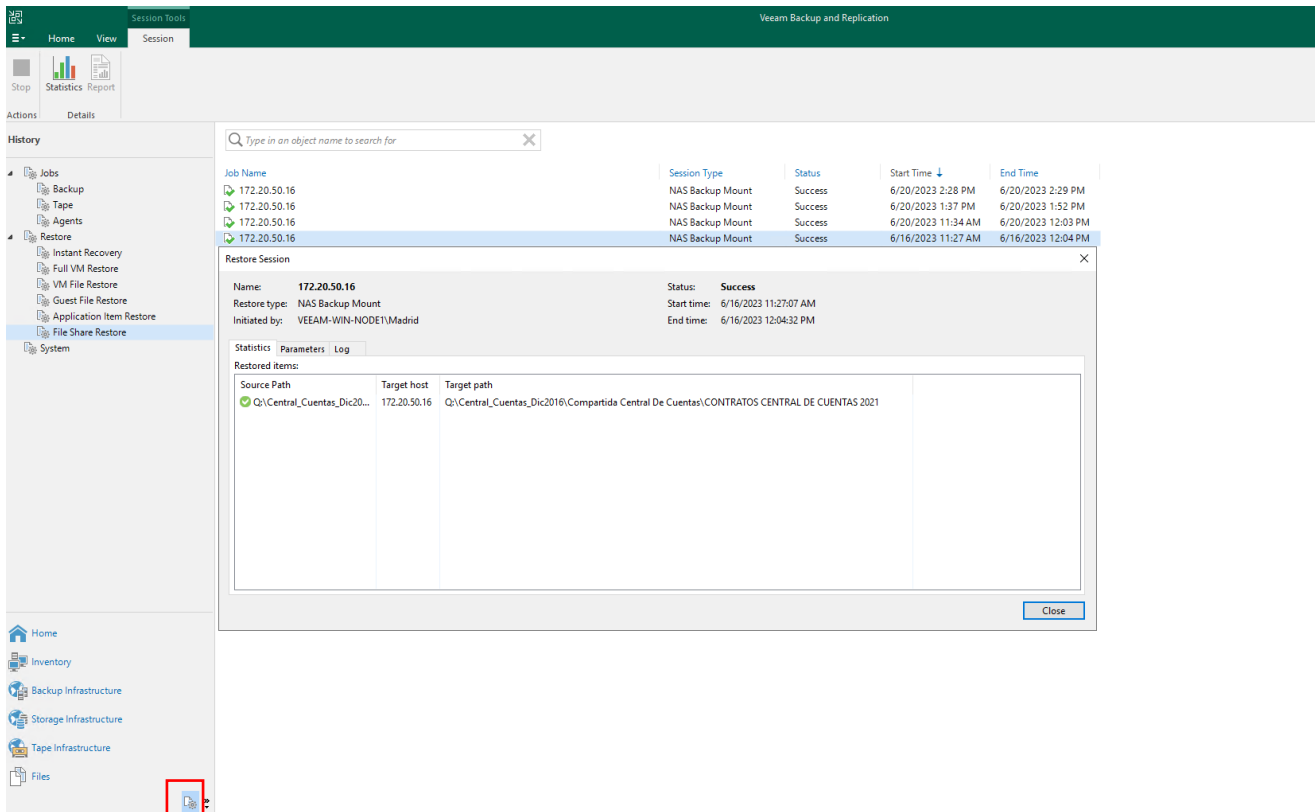 Session Tools
Veeam Backup and Replication
Home View Session
Stop Statistics Report
Actions Details
History
Type in an object name to search for
Jobs
Backup
Tape
Agents
Restore
Instant Recovery
Full VM Restore
VM File Restore
Guest File Restore
Application Item Restore
File Share Restore
System
Job Name Session Type Status Start Time End Time
172.20.50.16 NAS Backup Mount Success 6/20/2023 2:28 PM 6/20/2023 2:29 PM
172.20.50.16 NAS Backup Mount Success 6/20/2023 1:37 PM 6/20/2023 1:52 PM
172.20.50.16 NAS Backup Mount Success 6/20/2023 11:34 AM 6/20/2023 12:03 PM
172.20.50.16 NAS Backup Mount Success 6/16/2023 11:27 AM 6/16/2023 12:04 PM
Restore Session
Name: 172.20.50.16 Status: Success
Restore type: NAS Backup Mount Start time: 6/16/2023 11:27:07 AM
Initiated by: VEEAM-WIN-NODE1\Madrid End time: 6/16/2023 12:04:32 PM
Statistics Parameters Log
Restored items:
Source Path Target host Target path
Q:\Central_Cuentas_Dic20... 172.20.50.16 Q:\Central_Cuentas_Dic2016\Compartida Central De Cuentas\CONTRATOS CENTRAL DE CUENTAS 2021
Close
Home
Inventory
Backup Infrastructure
Storage Infrastructure
Tape Infrastructure
Files